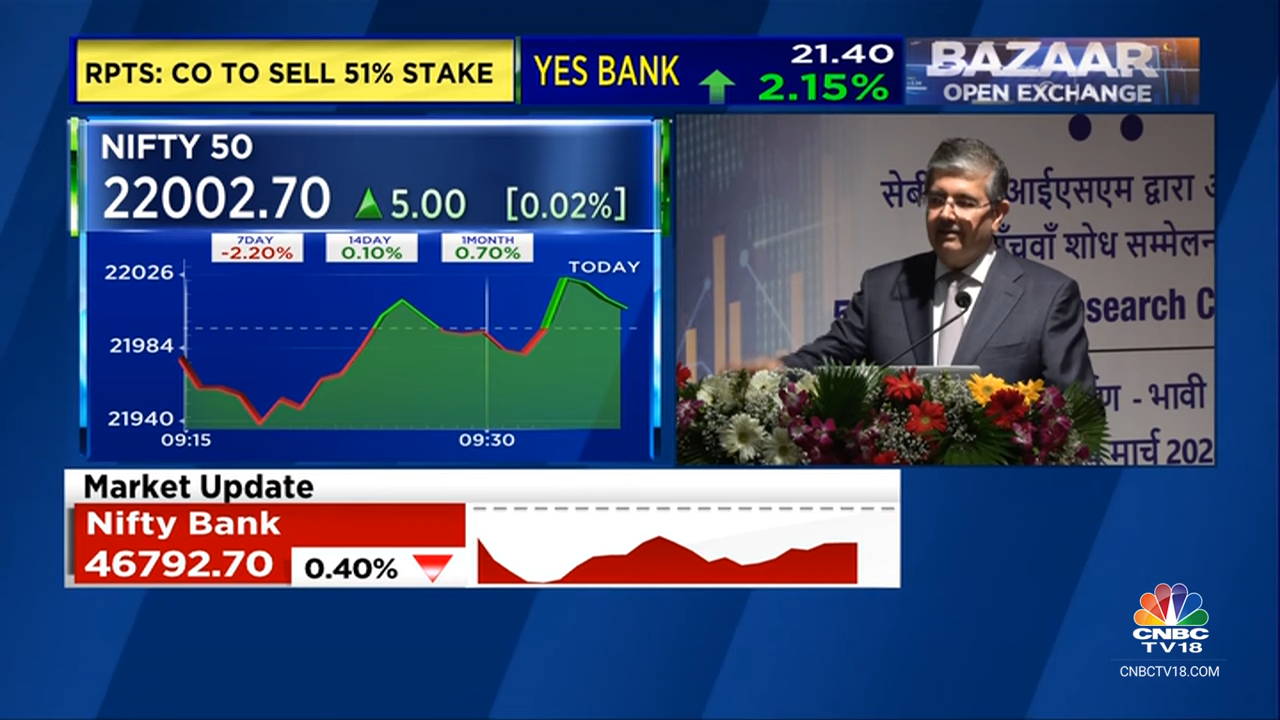 RPTS: CO TO SELL 51% STAKE
YES BANK
21.40
2.15%
BAZAAR
OPEN EXCHANGE
NIFTY 50
22002.70
5.00
[0.02%]
7DAY
-2.20%
14DAY
0.10%
1MONTH
0.70%
TODAY
22026
21984
21940
09:15
09:30
सेबी
आईएसएम द्वारा
शोध सम्मेलन
search C
- भावी
मार्च 202
Market Update
Nifty Bank
46792.70
0.40%
CNBC
TV18
CNBCTV18.COM